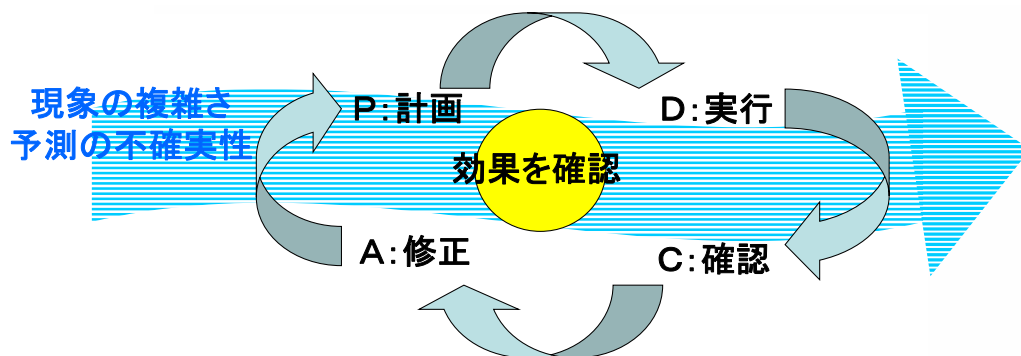 現象の複雑さ
予測の不確実性
P:計画
D:実行
効果を確認
A:修正
C:確認